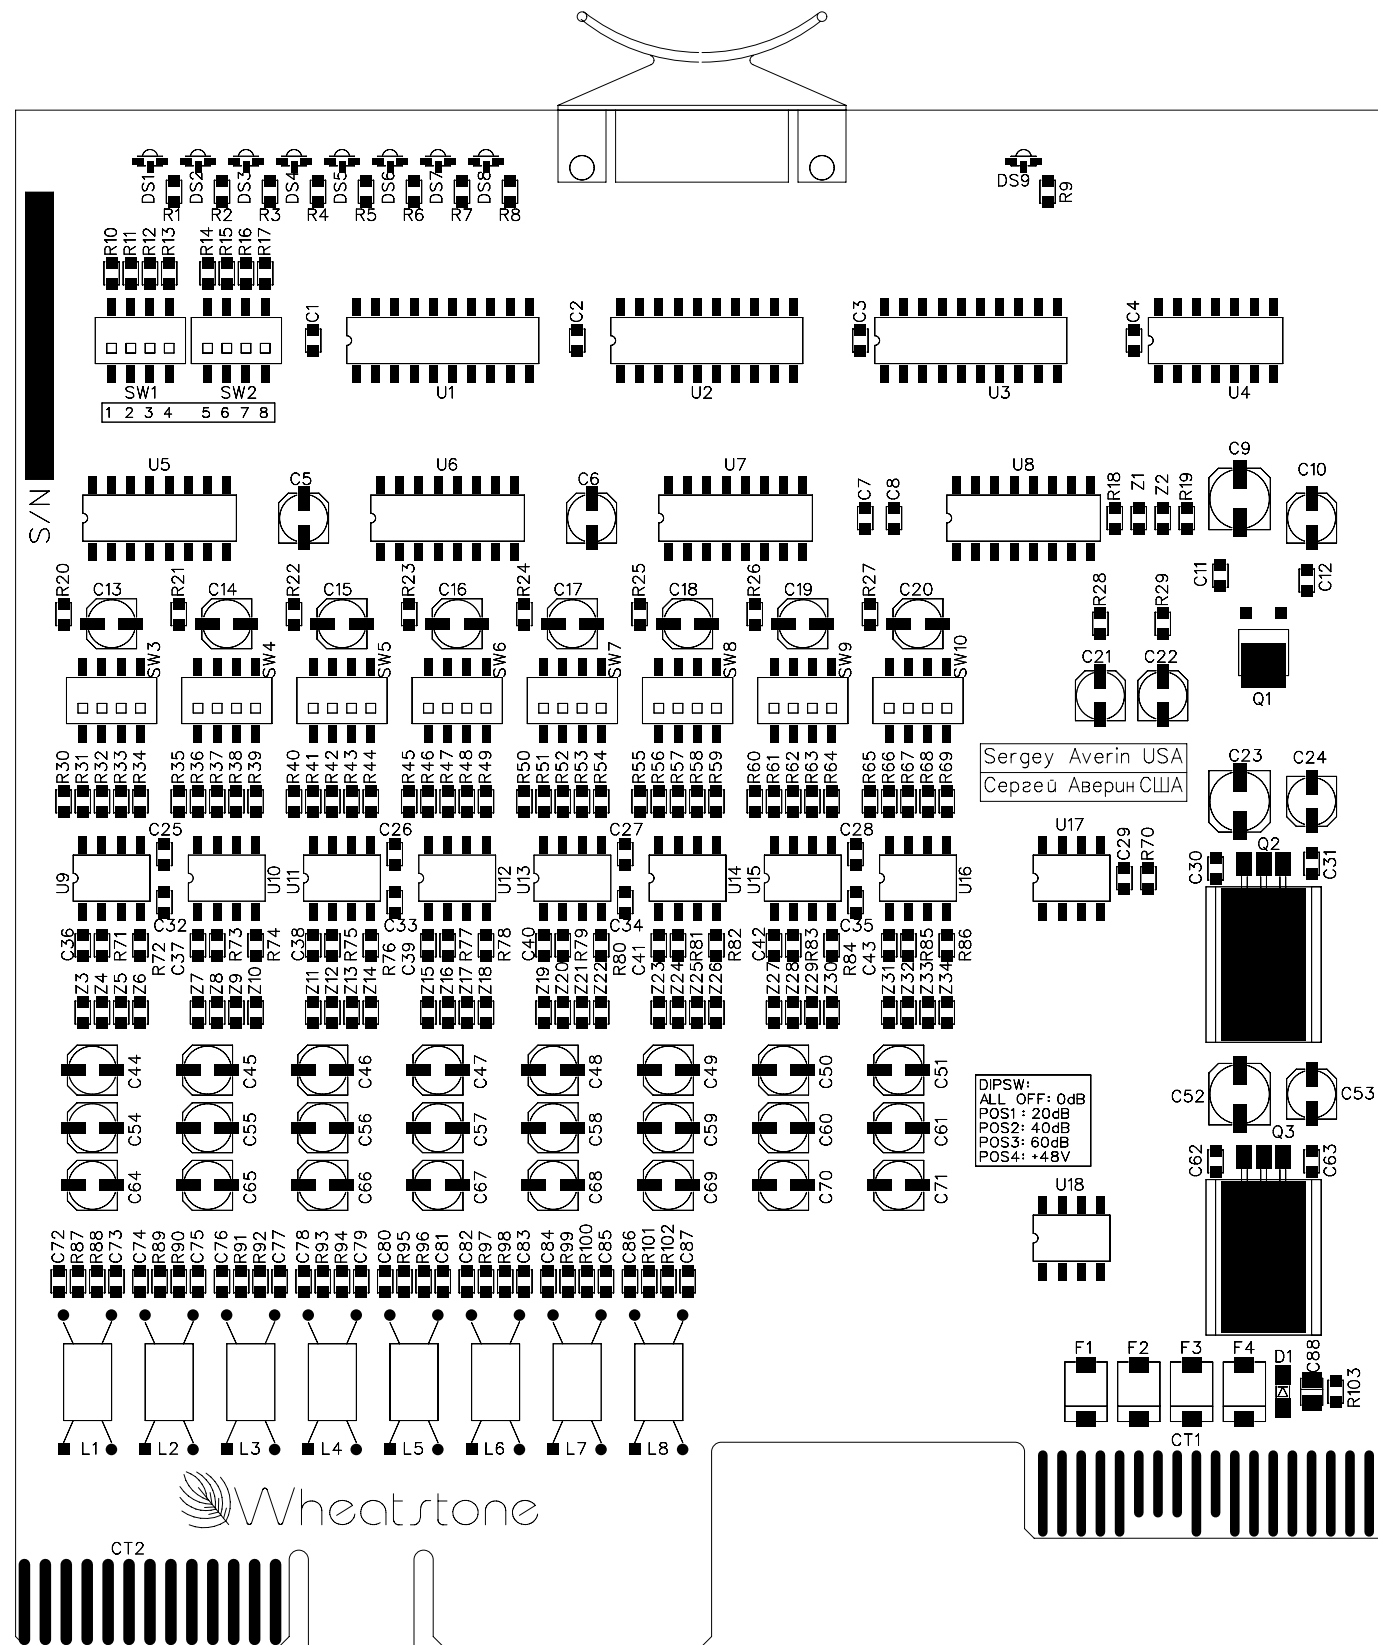 DS1 DS2 DS3 DS4 DS5 DS6 DS7 DS8 DS9
R1 R2 R3 R4 R5 R6 R7 R8 R9
R10 R11 R12 R13 R14 R15 R16 R17
C1 C2 C3 C4
SW1 SW2 U1 U2 U3 U4
1 2 3 4 5 6 7 8
U5 C5 U6 C6 U7 C7 C8 U8 R18 Z1 Z2 R19 C9 C10
S/N
C11 C12
R20 C13 R21 C14 R22 C15 R23 C16 R24 C17 R25 C18 R26 C19 R27 C20 R28 R29
SW3 SW4 SW5 SW6 SW7 SW8 SW9 SW10 C21 C22 Q1
Sergey Averin USA
Сергей Аверин США
C23 C24
R30 R31 R32 R33 R34 R35 R36 R37 R38 R39 R40 R41 R42 R43 R44 R45 R46 R47 R48 R49 R50 R51 R52 R53 R54 R55 R56 R57 R58 R59 R60 R61 R62 R63 R64 R65 R66 R67 R68 R69
C25 C26 C27 C28 U17 C29 R70 C30 Q2 C31
U9 U10 U11 U12 U13 U14 U15 U16
C32 C33 C34 C35
C36 R71 R72 C37 R73 R74 C38 R75 R76 C39 R77 R78 C40 R79 R80 C41 R81 R82 C42 R83 R84 C43 R85 R86
Z3 Z4 Z5 Z6 Z7 Z8 Z9 Z10 Z11 Z12 Z13 Z14 Z15 Z16 Z17 Z18 Z19 Z20 Z21 Z22 Z23 Z24 Z25 Z26 Z27 Z28 Z29 Z30 Z31 Z32 Z33 Z34
C44 C45 C46 C47 C48 C49 C50 C51 C52 C53
C54 C55 C56 C57 C58 C59 C60 C61
DIPSW:
ALL OFF: 0dB
POS1: 20dB
POS2: 40dB
POS3: 60dB
POS4: +48V
C62 Q3 C63
C64 C65 C66 C67 C68 C69 C70 C71 U18
C72 R87 R88 C73 C74 R89 R90 C75 C76 R91 R92 C77 C78 R93 R94 C79 C80 R95 R96 C81 C82 R97 R98 C83 C84 R99 R100 C85 C86 R101 R102 C87
F1 F2 F3 F4 D1 C88 R103
L1 L2 L3 L4 L5 L6 L7 L8 CT1
Wheatstone
CT2